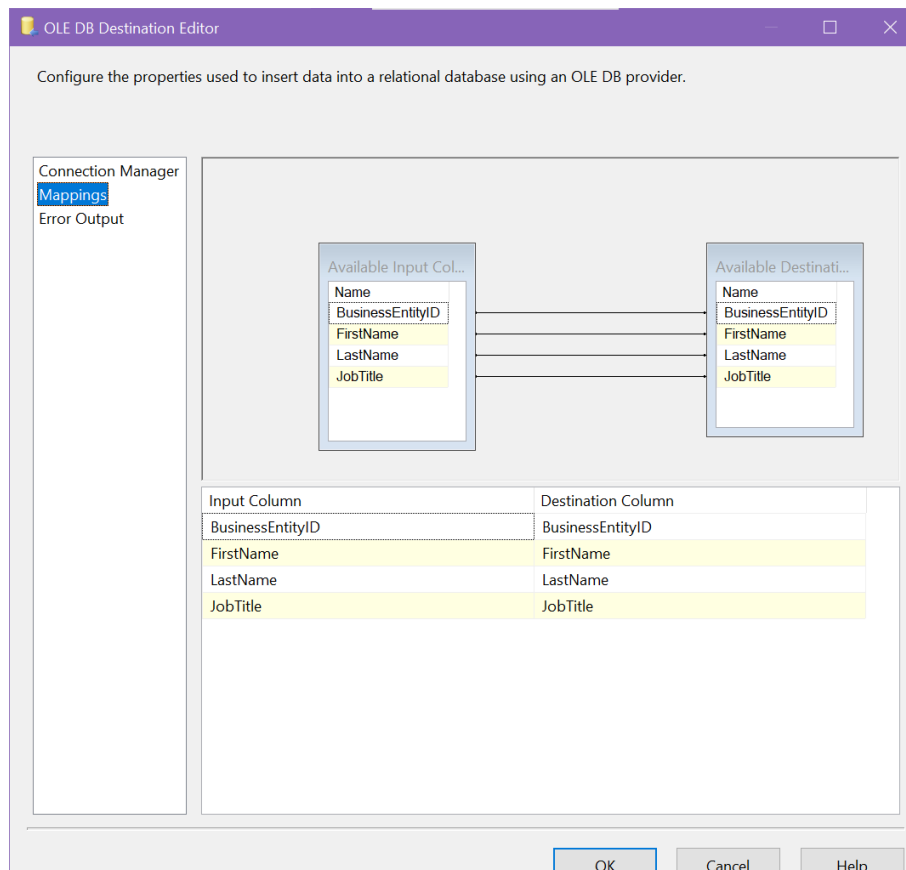 OLE DB Destination Editor
Configure the properties used to insert data into a relational database using an OLE DB provider.
Connection Manager
Mappings
Error Output
Available Input Col...
Name
BusinessEntityID
FirstName
LastName
JobTitle
Available Destinati...
Name
BusinessEntityID
FirstName
LastName
JobTitle
Input Column Destination Column
BusinessEntityID BusinessEntityID
FirstName FirstName
LastName LastName
JobTitle JobTitle
OK Cancel Help